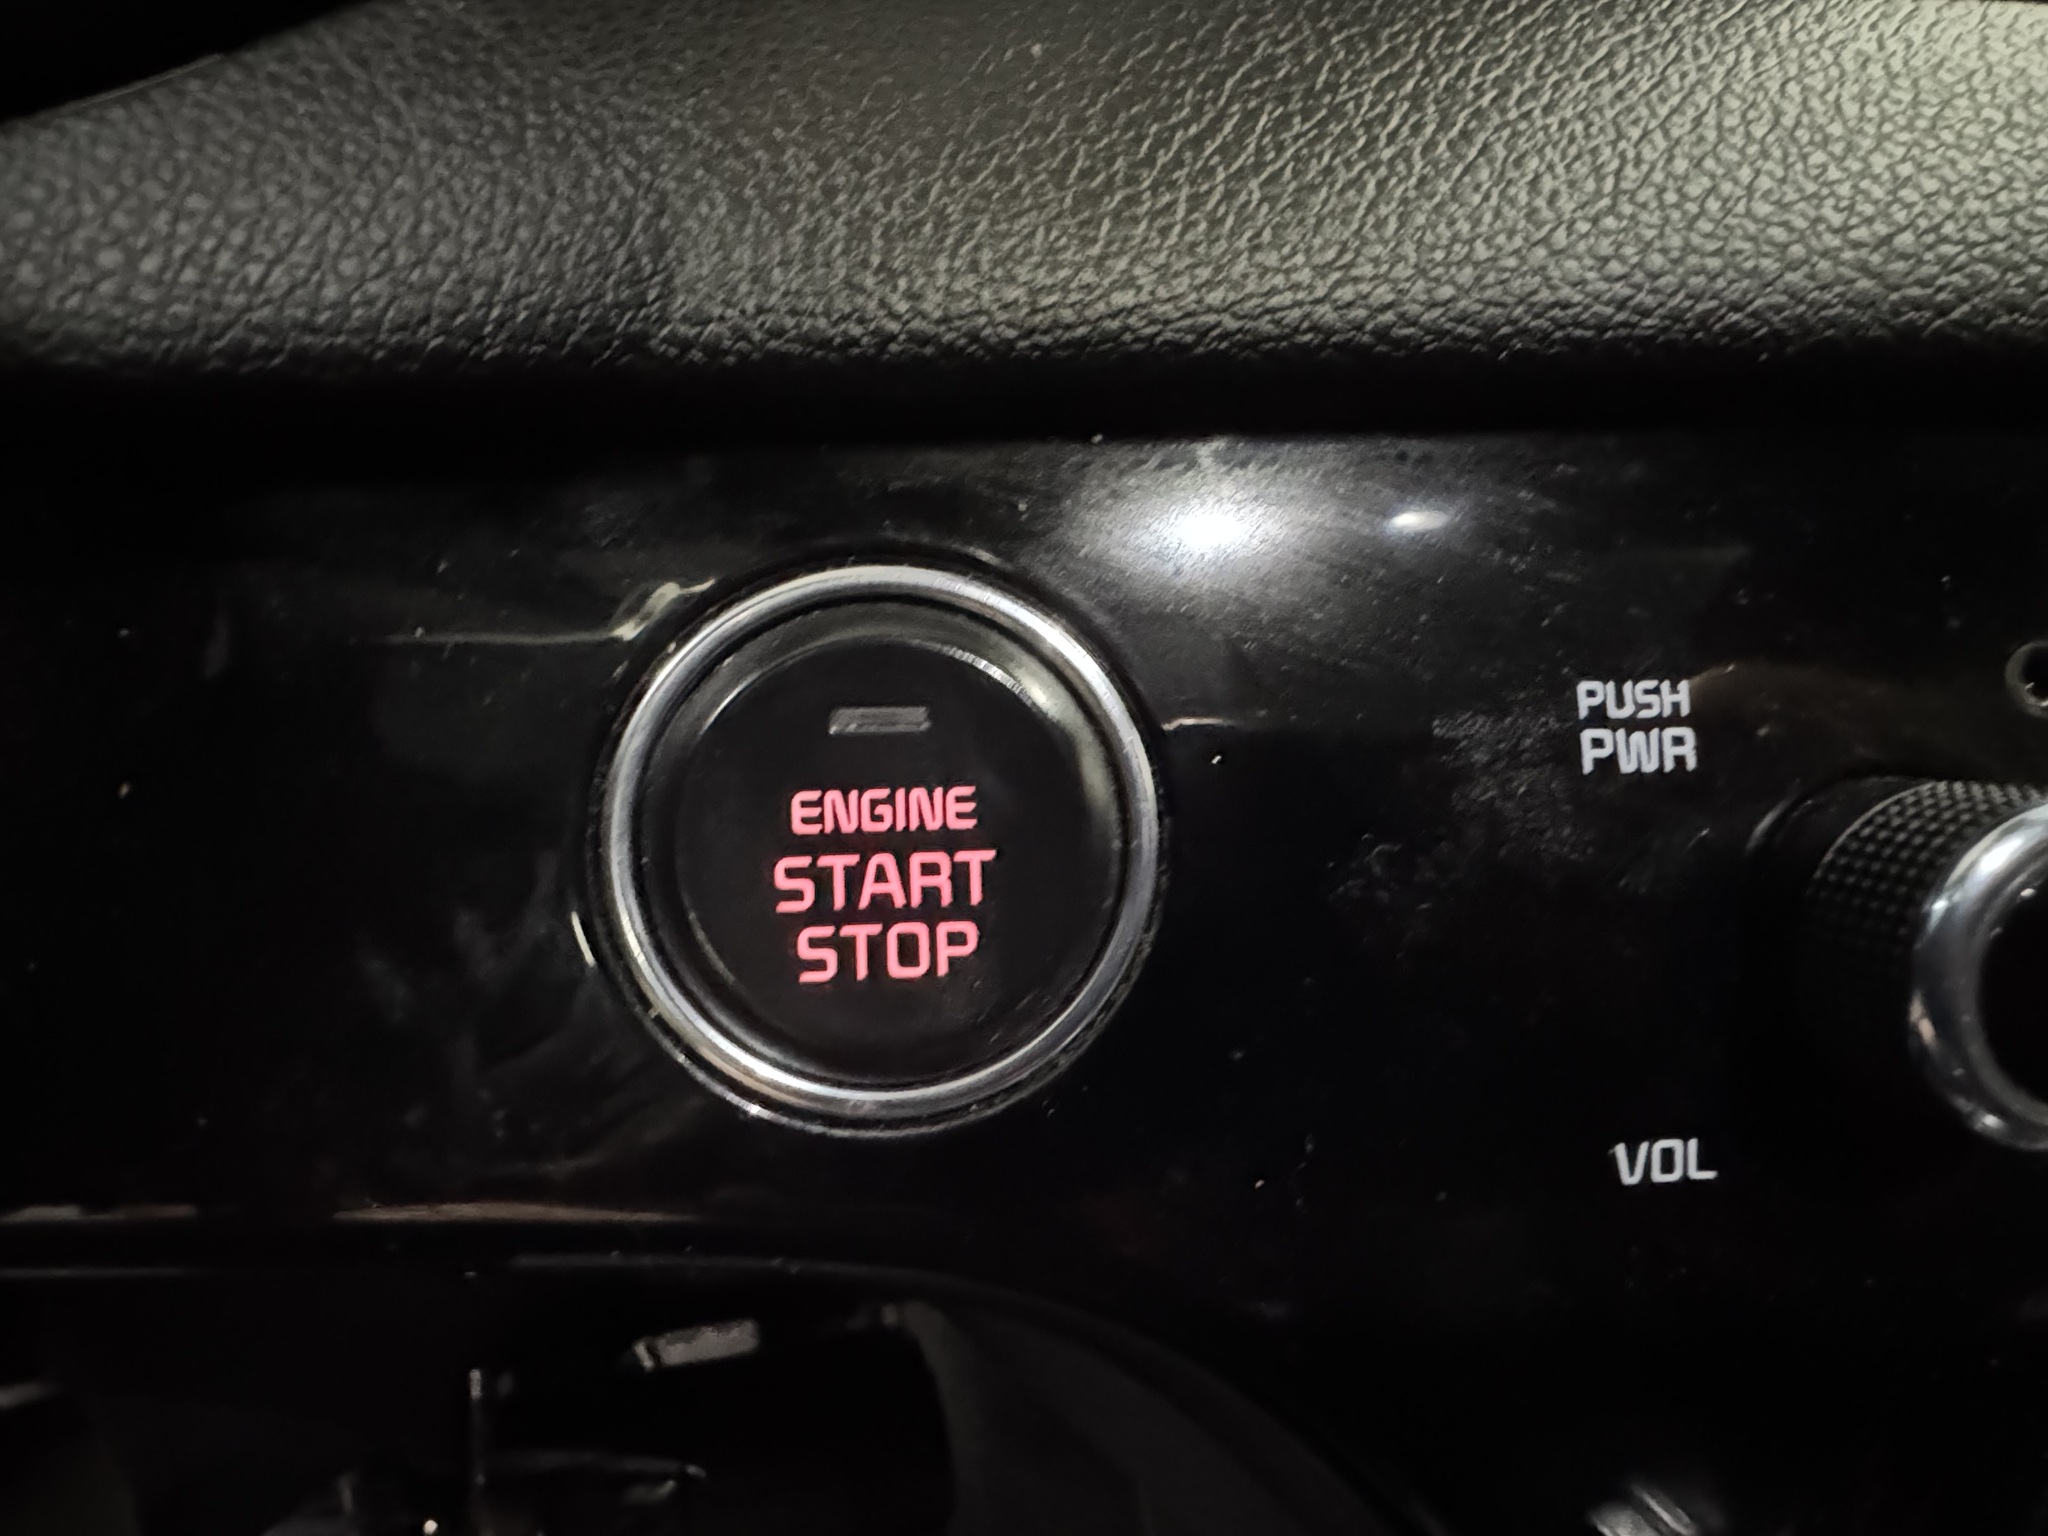 ENGINE
START
STOP
PUSH
PWR
VOL